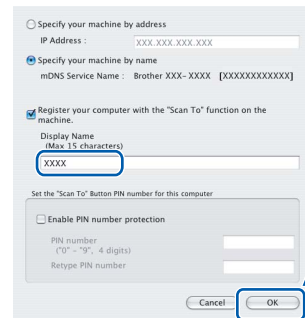 Specify your machine by address
IP Address :
XXX.XXX.XXX.XXX
Specify your machine by name
mDNS Service Name : Brother XXX- XXXX [XXXXXXXXXXXX]
Register your computer with the "Scan To" function on the
machine.
Display Name
(Max 15 characters)
XXXX
Set the "Scan To" Button PIN number for this computer
Enable PIN number protection
PIN number
("0" - "9", 4 digits)
Retype PIN number
Cancel OK